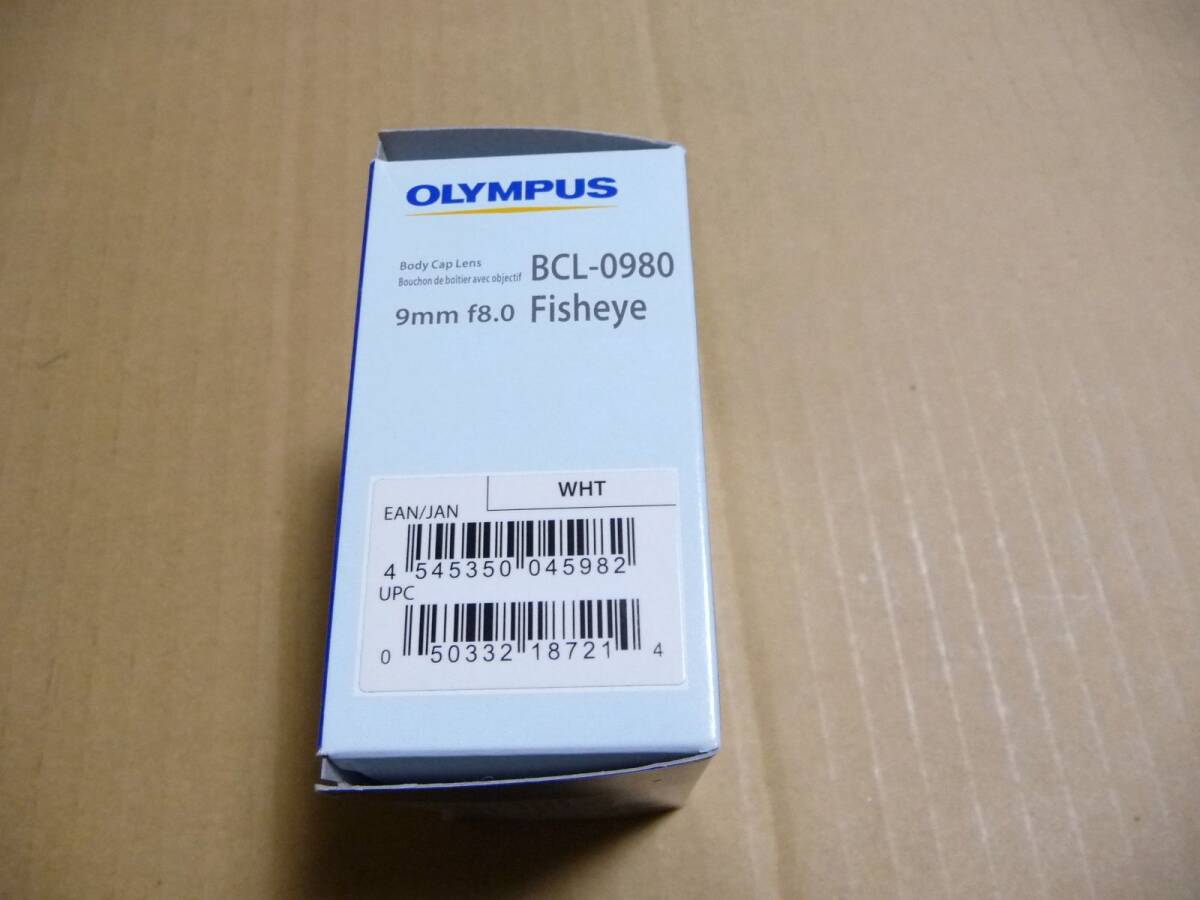 OLYMPUS
Body Cap Lens
Bouchon de boîtier avec objectif
BCL-0980
9mm f8.0 Fisheye
WHT
EAN/JAN
4 545350 045982
UPC
0 50332 18721 4